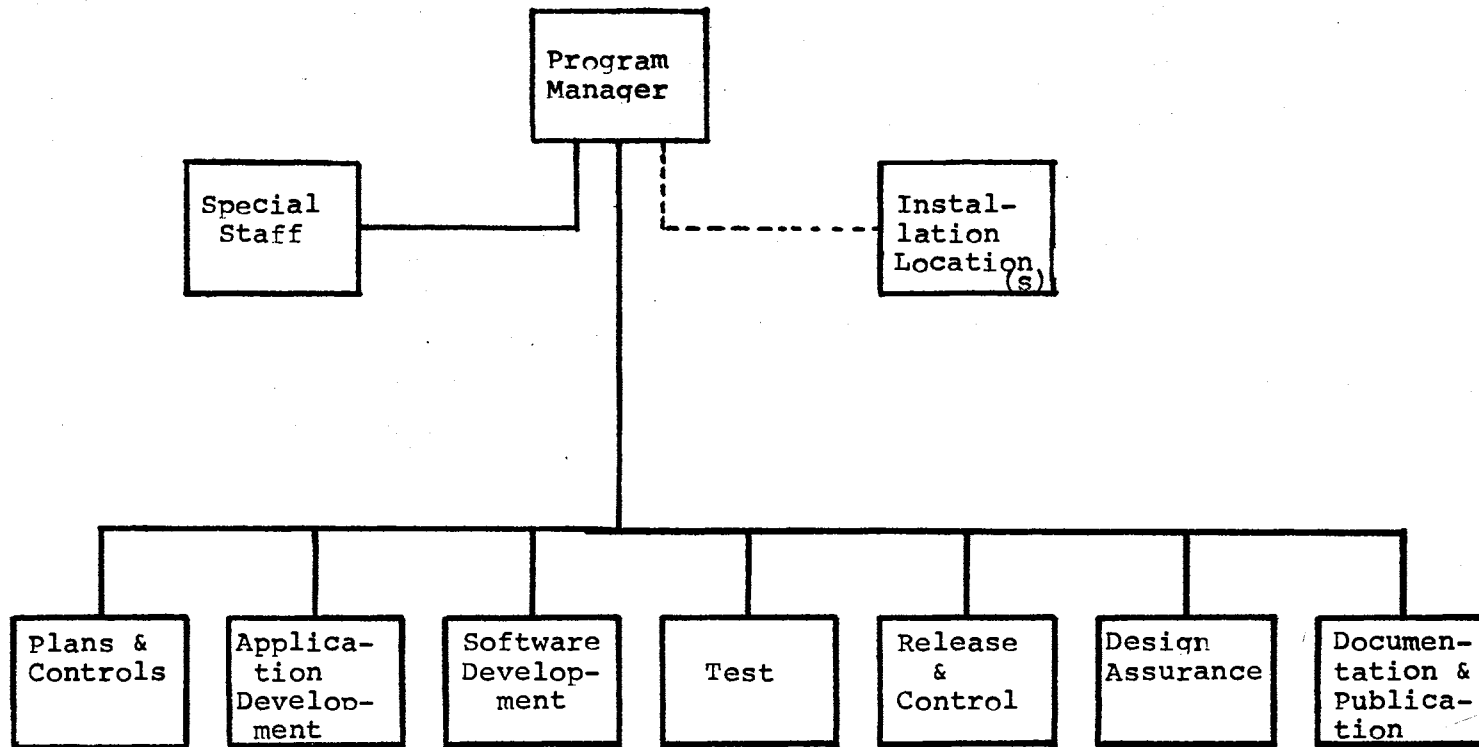 Program
Manager
Special
Staff
Instal-
lation
Location
(s)
Plans &
Controls
Applica-
tion
Develop-
ment
Software
Develop-
ment
Test
Release
&
Control
Design
Assurance
Documen-
tation &
Publica-
tion